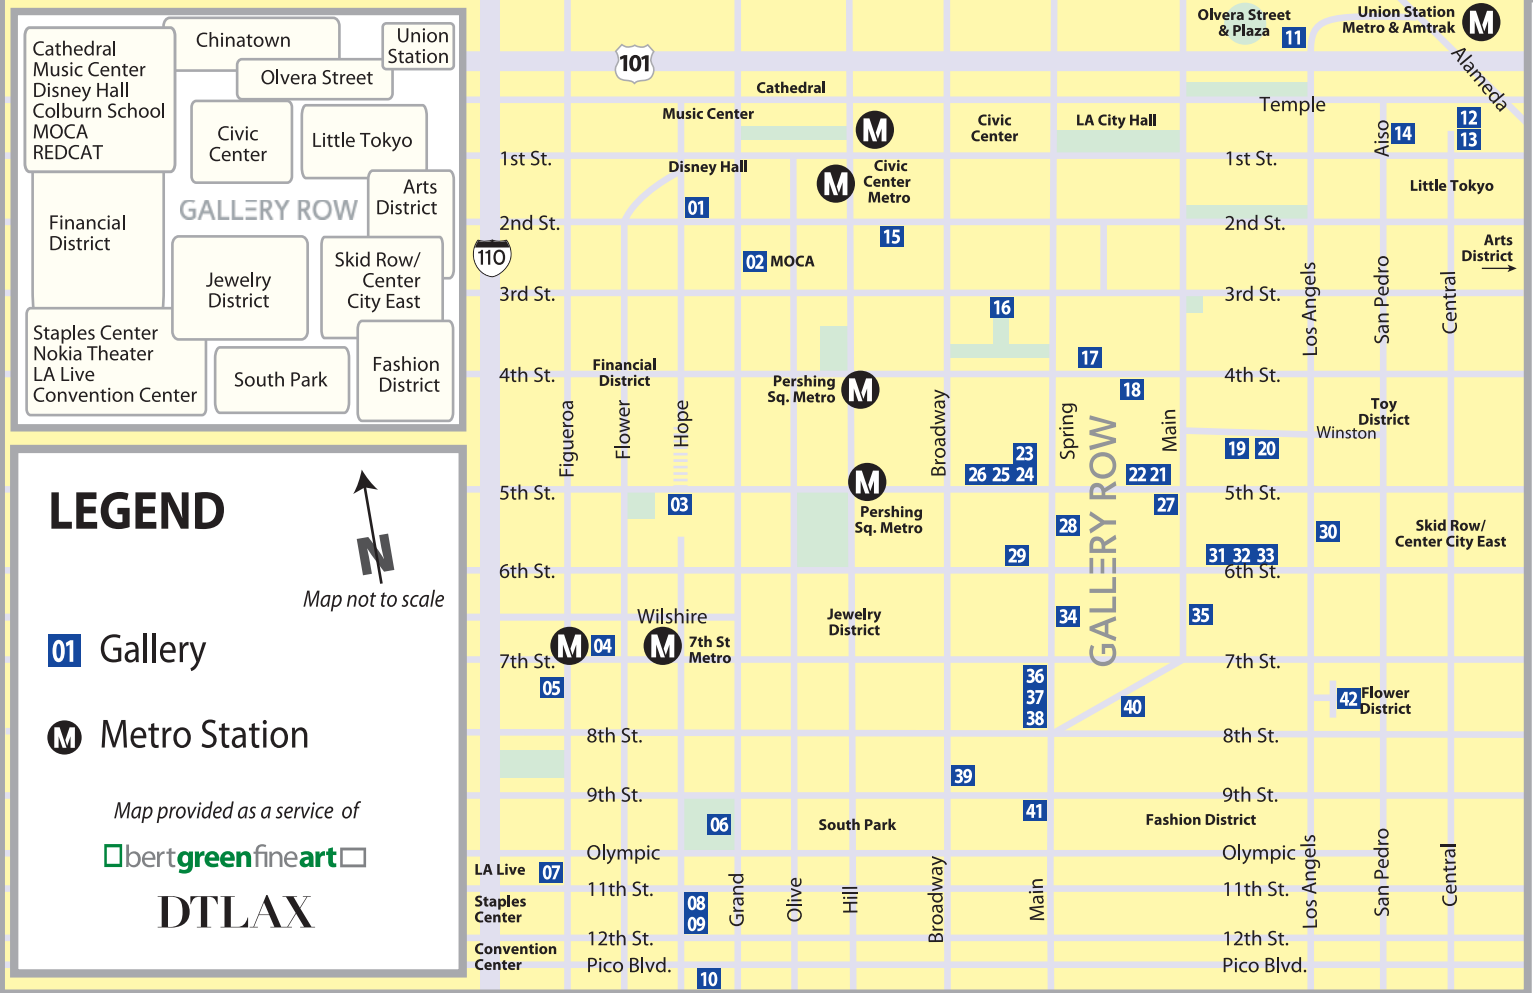 Cathedral
Music Center
Disney Hall
Colburn School
MOCA
REDCAT
Chinatown
Union
Station
Olvera Street
Civic
Center
Little Tokyo
Arts
District
Financial
District
GALLERY ROW
Jewelry
District
Skid Row/
Center
City East
Staples Center
Nokia Theater
LA Live
Convention Center
South Park
Fashion
District
LEGEND
N
Map not to scale
01 Gallery
M Metro Station
Map provided as a service of
bertgreenfineart
DTLAX
Olvera Street
& Plaza
11
Union Station
Metro & Amtrak
M
101
Alameda
Cathedral
Temple
Music Center
M
Civic
Center
LA City Hall
Aiso
14
12
13
1st St.
1st St.
Disney Hall
M
Civic
Center
Metro
Little Tokyo
01
2nd St.
2nd St.
15
110
02 MOCA
Arts
District
3rd St.
3rd St.
Los Angels
San Pedro
Central
16
17
Financial
District
4th St.
4th St.
Pershing
Sq. Metro
M
18
Toy
District
Winston
Figueroa
Flower
Hope
Broadway
Spring
Main
GALLERY ROW
23
26 25 24
22 21
19 20
M
5th St.
5th St.
03
27
Pershing
Sq. Metro
28
30
Skid Row/
Center City East
29
31 32 33
6th St.
6th St.
Wilshire
Jewelry
District
34
35
M
04
M
7th St
Metro
7th St.
7th St.
05
36
37
38
40
42
Flower
District
8th St.
8th St.
39
9th St.
9th St.
41
06
South Park
Fashion District
Olympic
Olympic
LA Live
07
11th St.
11th St.
Staples
Center
08
09
Grand
Olive
Hill
Broadway
Main
Los Angels
San Pedro
Central
12th St.
12th St.
Convention
Center
Pico Blvd.
Pico Blvd.
10